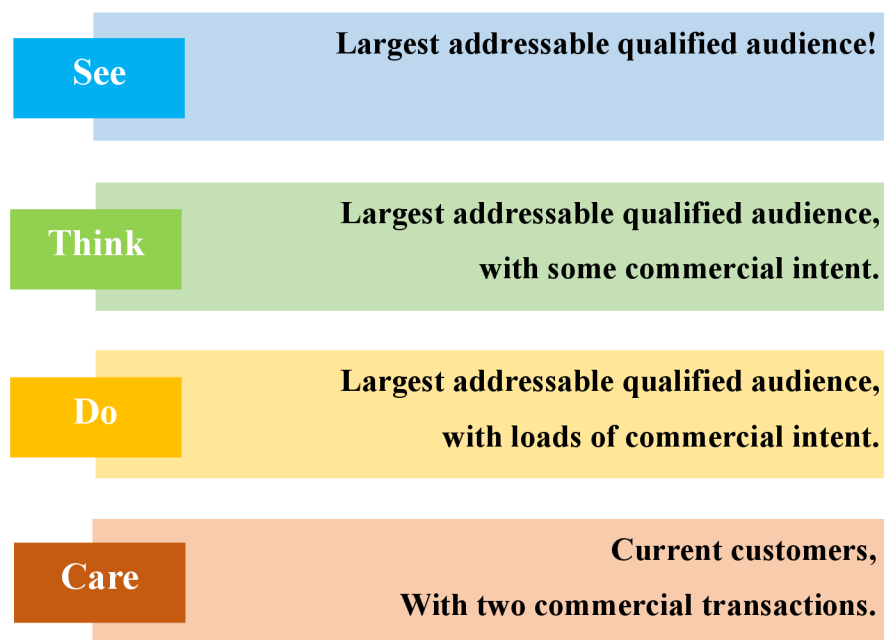 See
Largest addressable qualified audience!
Think
Largest addressable qualified audience,
with some commercial intent.
Do
Largest addressable qualified audience,
with loads of commercial intent.
Care
Current customers,
With two commercial transactions.